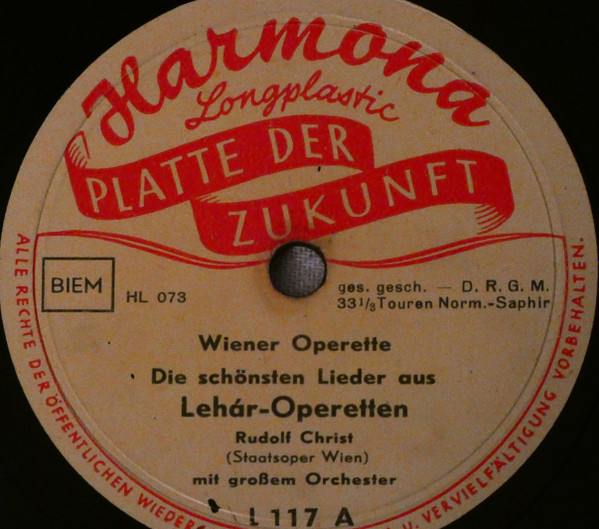 Harmona
Longplastic
PLATTE DER
ZUKUNFT
BIEM
HL 073
ges. gesch. — D. R. G. M.
33 1/3 Touren Norm.-Saphir
Wiener Operette
Die schönsten Lieder aus
Lehár-Operetten
Rudolf Christ
(Staatsoper Wien)
mit großem Orchester
L 117 A
ALLE RECHTE DER ÖFFENTLICHEN U. VERVIELFÄLTIGUNG VORBEHALTEN.